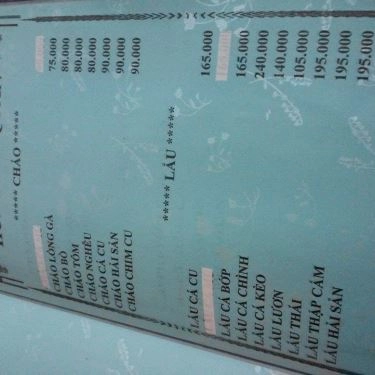 ***** CHÁO *****
CHÁO LÒNG GÀ 75.000
CHÁO BÒ 80.000
CHÁO TÔM 80.000
CHÁO NGHÊU 80.000
CHÁO CÁ CU 90.000
CHÁO HẢI SẢN 90.000
CHÁO CHIM CU 90.000
***** LẨU *****
LẨU CÁ CU 165.000
165.000
LẨU CÁ BỚP 165.000
LẨU CÁ CHÌNH 240.000
LẨU CÁ KÈO 140.000
LẨU LƯƠN 105.000
LẨU THÁI 195.000
LẨU THẬP CẨM 195.000
LẨU HẢI SẢN 195.000